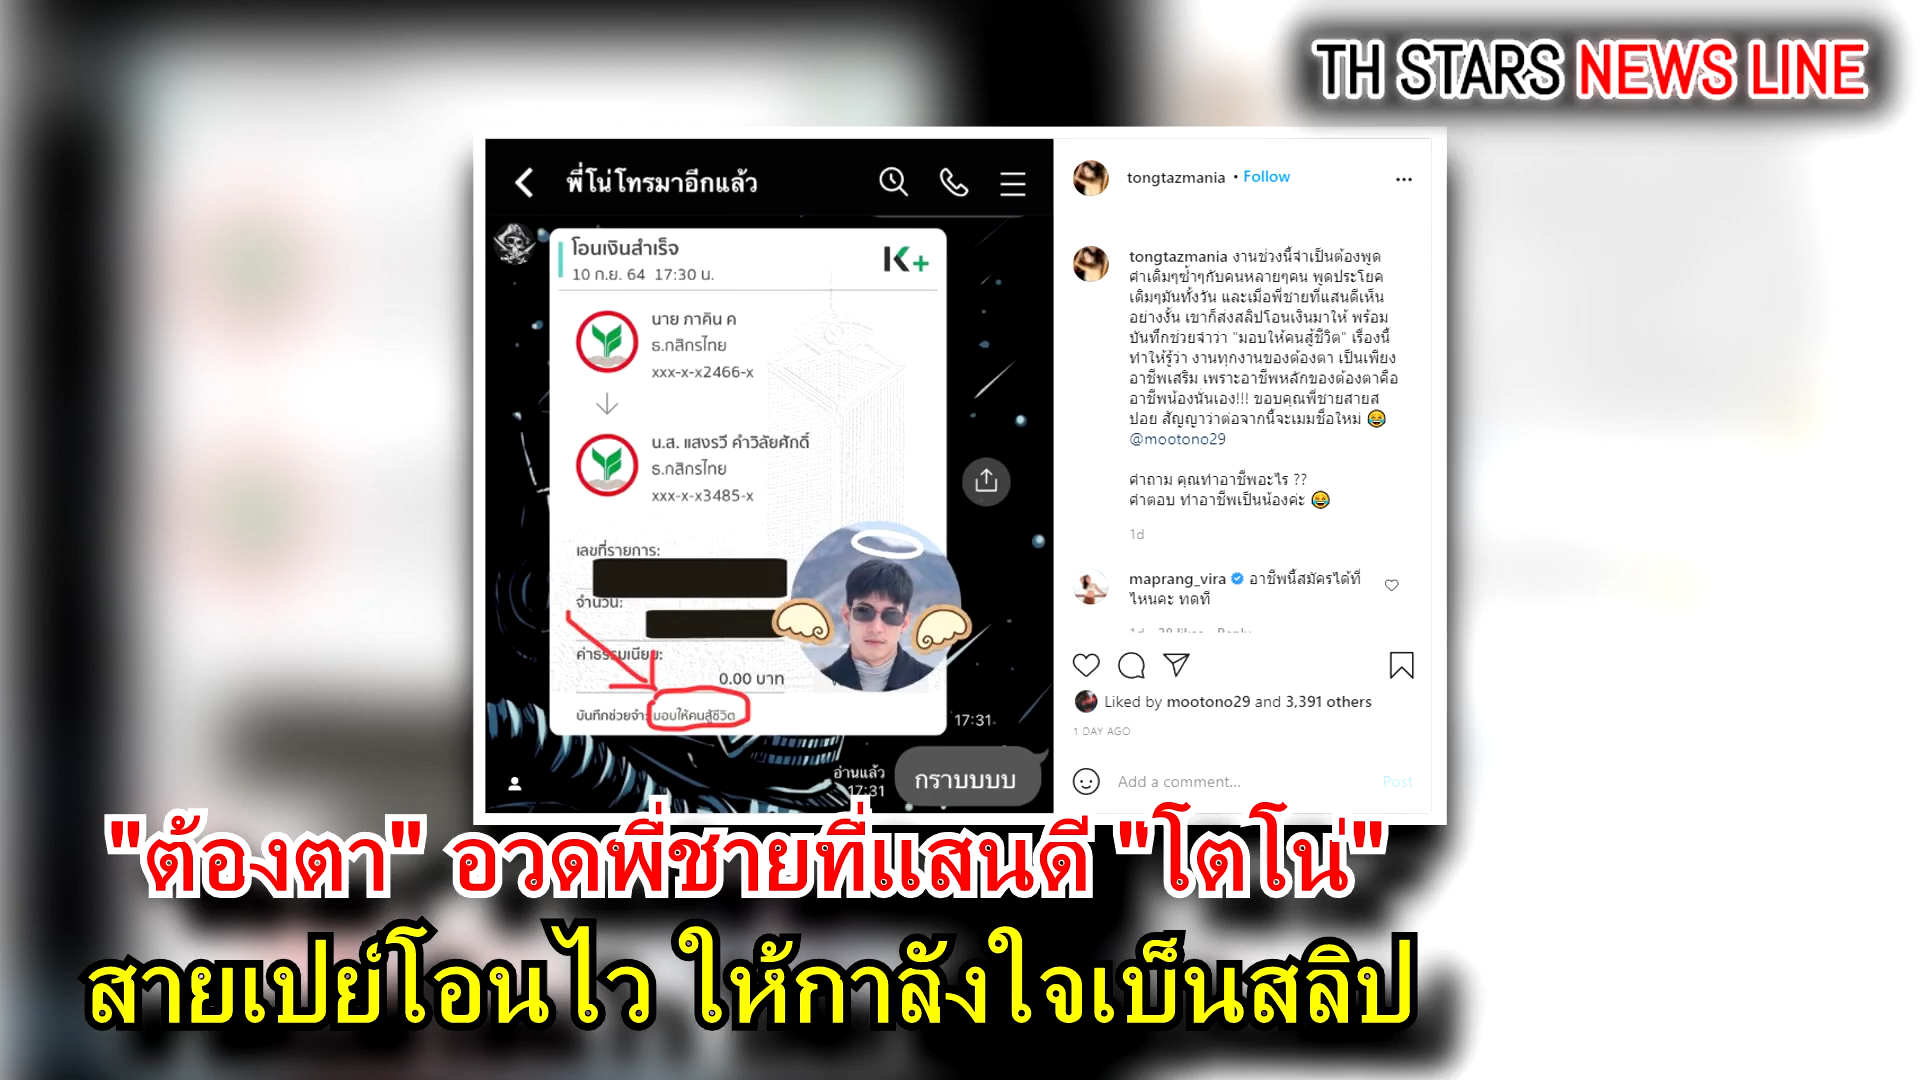 TH STARS NEWS LINE
พี่โน่โทรมาอีกแล้ว
โอนเงินสำเร็จ
10 ก.ย. 64 17:30 น.
K+
นาย ภาคิน ค
ธ.กสิกรไทย
xxx-x-x2466-x
น.ส. แสงรวี คำวิลัยศักดิ์
ธ.กสิกรไทย
xxx-x-x3485-x
เลขที่รายการ:
จำนวน:
ค่าธรรมเนียม:
0.00 บาท
บันทึกช่วยจำ: มอบให้คนสู้ชีวิต
17:31
อ่านแล้ว
17:31
กราบบบบ
tongtazmania • Follow
tongtazmania งานช่วงนี้จำเป็นต้องพูด
คำเดิมๆซ้ำๆกับคนหลายๆคน พูดประโยค
เดิมๆมันทั้งวัน และเมื่อพี่ชายที่แสนดีเห็น
อย่างงั้น เขาก็ส่งสลิปโอนเงินมาให้ พร้อม
บันทึกช่วยจำว่า "มอบให้คนสู้ชีวิต" เรื่องนี้
ทำให้รู้ว่า งานทุกงานของต้องตา เป็นเพียง
อาชีพเสริม เพราะอาชีพหลักของต้องตาคือ
อาชีพน้องนั่นเอง!!! ขอบคุณพี่ชายสายส
ปอย สัญญาว่าต่อจากนี้จะเมมชื่อใหม่ 😂
@mootono29
คำถาม คุณทำอาชีพอะไร ??
คำตอบ ทำอาชีพเป็นน้องค่ะ 😂
1d
maprang_vira อาชีพนี้สมัครได้ที่
ไหนคะ ทดที
Liked by mootono29 and 3,391 others
1 DAY AGO
Add a comment... Post
"ต้องตา" อวดพี่ชายที่แสนดี "โตโน่"
สายเปย์โอนไว ให้กำลังใจเป็นสลิป